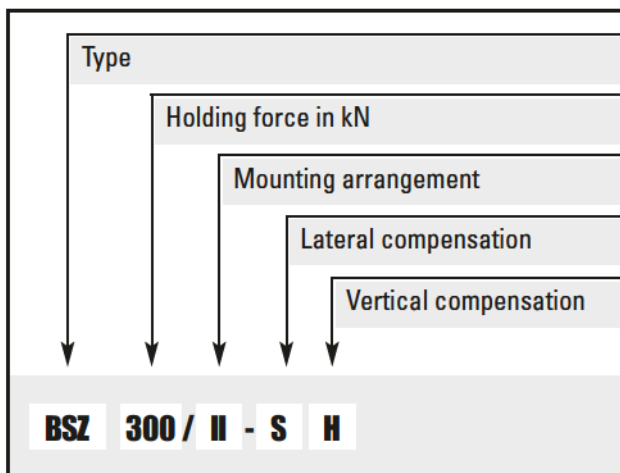 Type
Holding force in kN
Mounting arrangement
Lateral compensation
Vertical compensation
BSZ 300 / II - S H